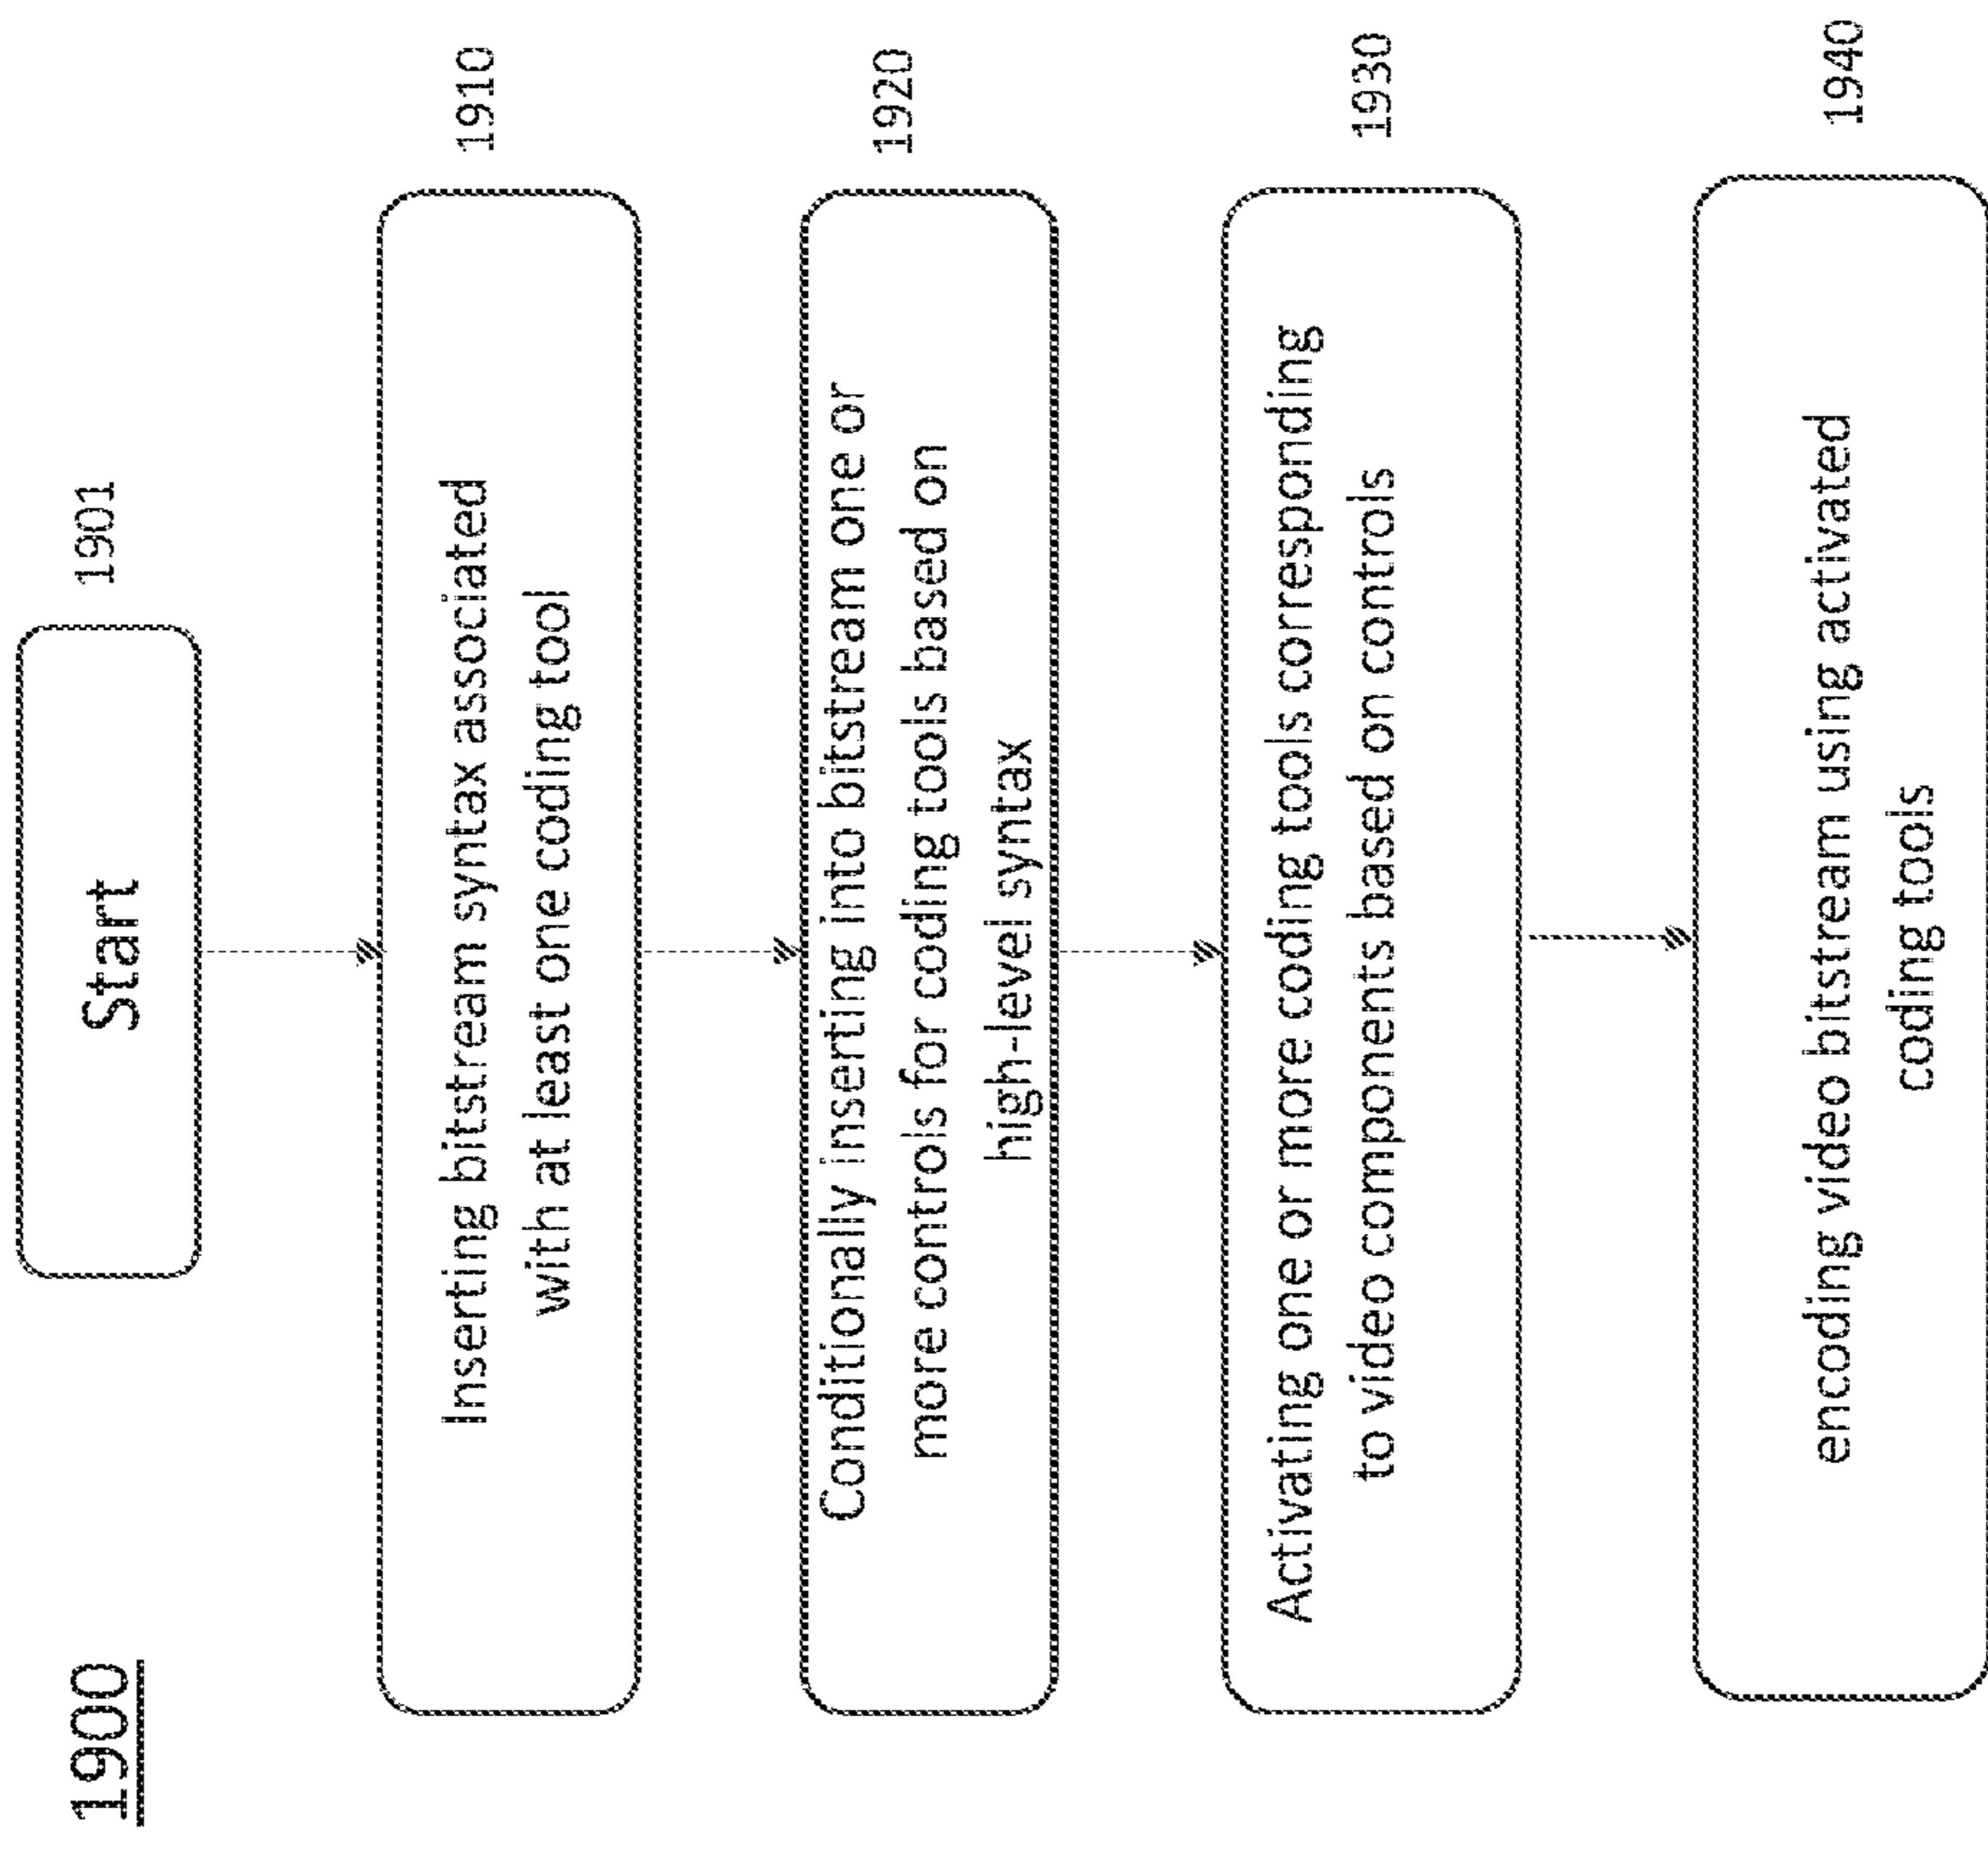 1900
Start
1901
Inserting bitstream syntax associated
with at least one coding tool
1910
Conditionally inserting into bitstream one or
more controls for coding tools based on
high-level syntax
1920
Activating one or more coding tools corresponding
to video components based on controls
1930
encoding video bitstream using activated
coding tools
1940